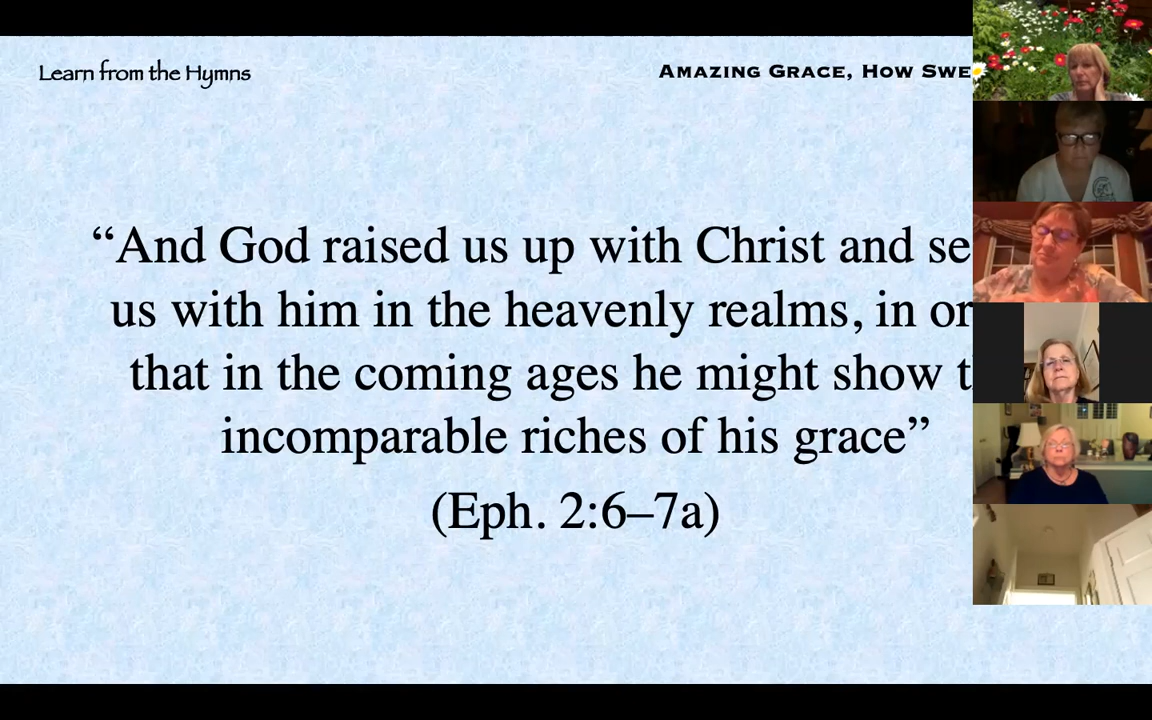 Learn from the Hymns
AMAZING GRACE, HOW SWE
“And God raised us up with Christ and se
us with him in the heavenly realms, in or
that in the coming ages he might show t
incomparable riches of his grace”
(Eph. 2:6–7a)